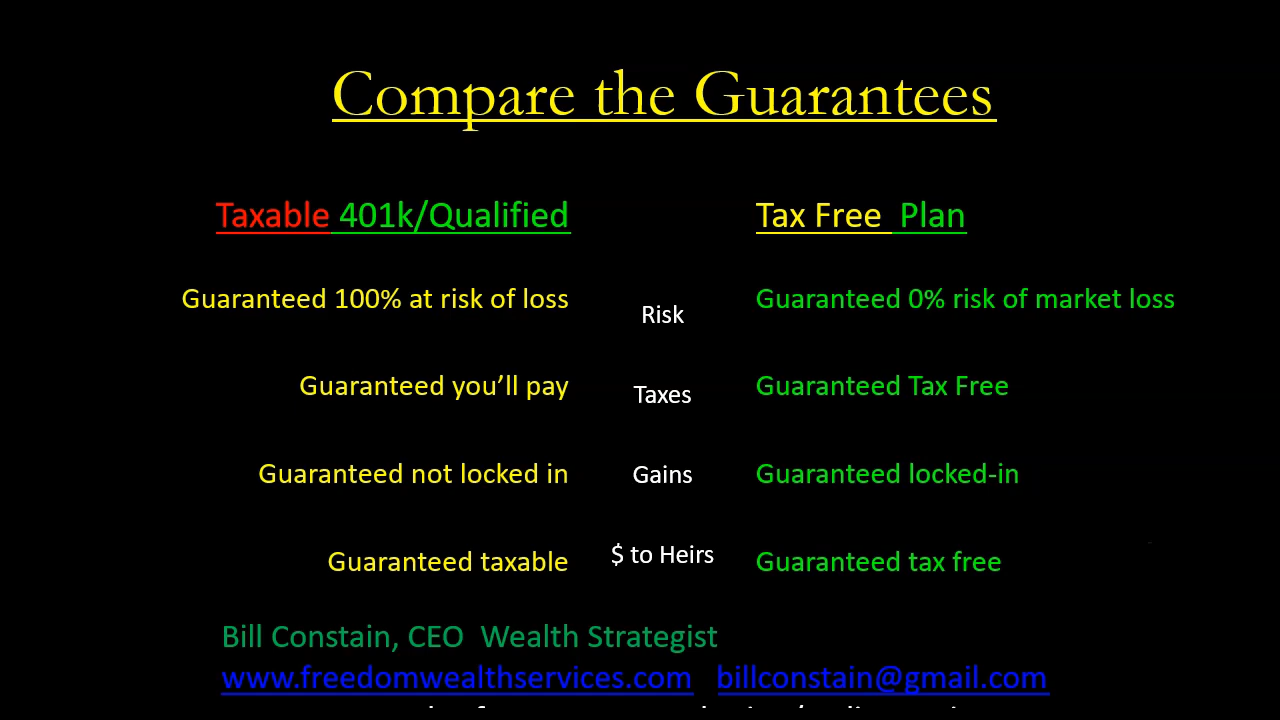 Compare the Guarantees
Taxable 401k/Qualified
Tax Free Plan
Guaranteed 100% at risk of loss
Risk
Guaranteed 0% risk of market loss
Guaranteed you’ll pay
Taxes
Guaranteed Tax Free
Guaranteed not locked in
Gains
Guaranteed locked-in
Guaranteed taxable
$ to Heirs
Guaranteed tax free
Bill Constain, CEO Wealth Strategist
www.freedomwealthservices.com billconstain@gmail.com